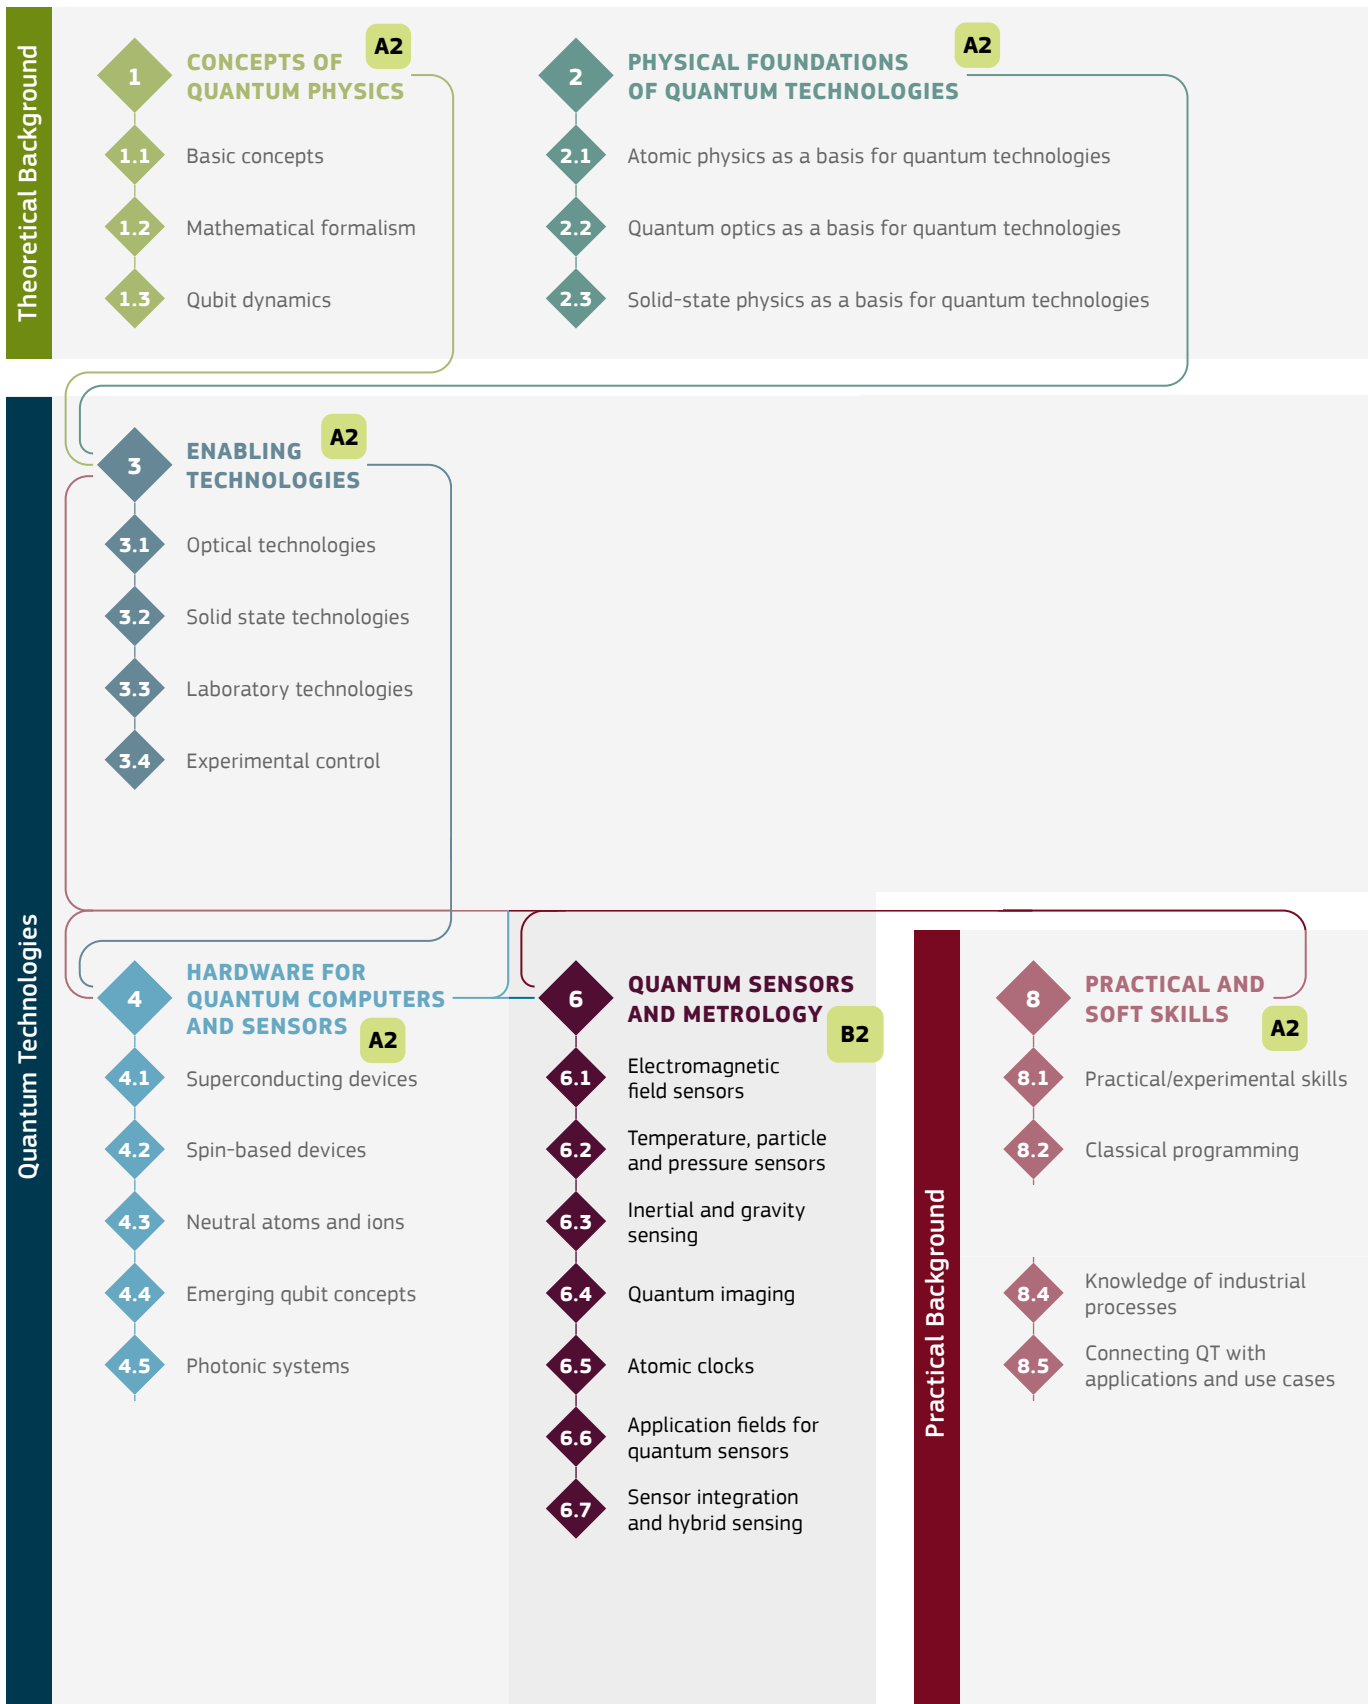 Theoretical Background
1
CONCEPTS OF
QUANTUM PHYSICS
A2
1.1
Basic concepts
1.2
Mathematical formalism
1.3
Qubit dynamics
2
PHYSICAL FOUNDATIONS
OF QUANTUM TECHNOLOGIES
A2
2.1
Atomic physics as a basis for quantum technologies
2.2
Quantum optics as a basis for quantum technologies
2.3
Solid-state physics as a basis for quantum technologies
Quantum Technologies
3
ENABLING
TECHNOLOGIES
A2
3.1
Optical technologies
3.2
Solid state technologies
3.3
Laboratory technologies
3.4
Experimental control
4
HARDWARE FOR
QUANTUM COMPUTERS
AND SENSORS
A2
4.1
Superconducting devices
4.2
Spin-based devices
4.3
Neutral atoms and ions
4.4
Emerging qubit concepts
4.5
Photonic systems
6
QUANTUM SENSORS
AND METROLOGY
B2
6.1
Electromagnetic
field sensors
6.2
Temperature, particle
and pressure sensors
6.3
Inertial and gravity
sensing
6.4
Quantum imaging
6.5
Atomic clocks
6.6
Application fields for
quantum sensors
6.7
Sensor integration
and hybrid sensing
Practical Background
8
PRACTICAL AND
SOFT SKILLS
A2
8.1
Practical/experimental skills
8.2
Classical programming
8.4
Knowledge of industrial
processes
8.5
Connecting QT with
applications and use cases